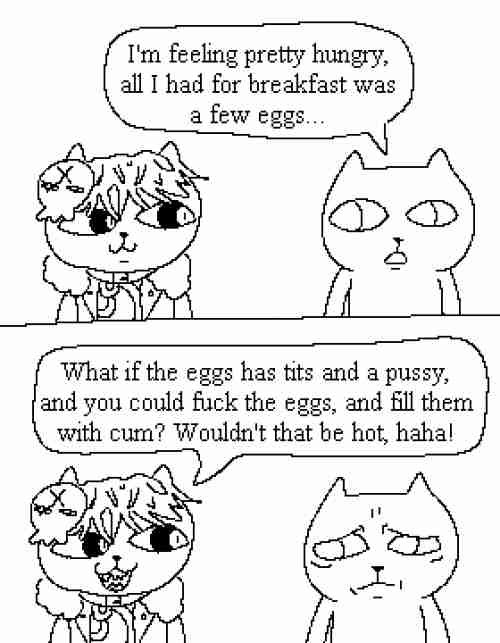 I'm feeling pretty hungry,
all I had for breakfast was
a few eggs...
What if the eggs has tits and a pussy,
and you could fuck the eggs, and fill them
with cum? Wouldn't that be hot, haha!